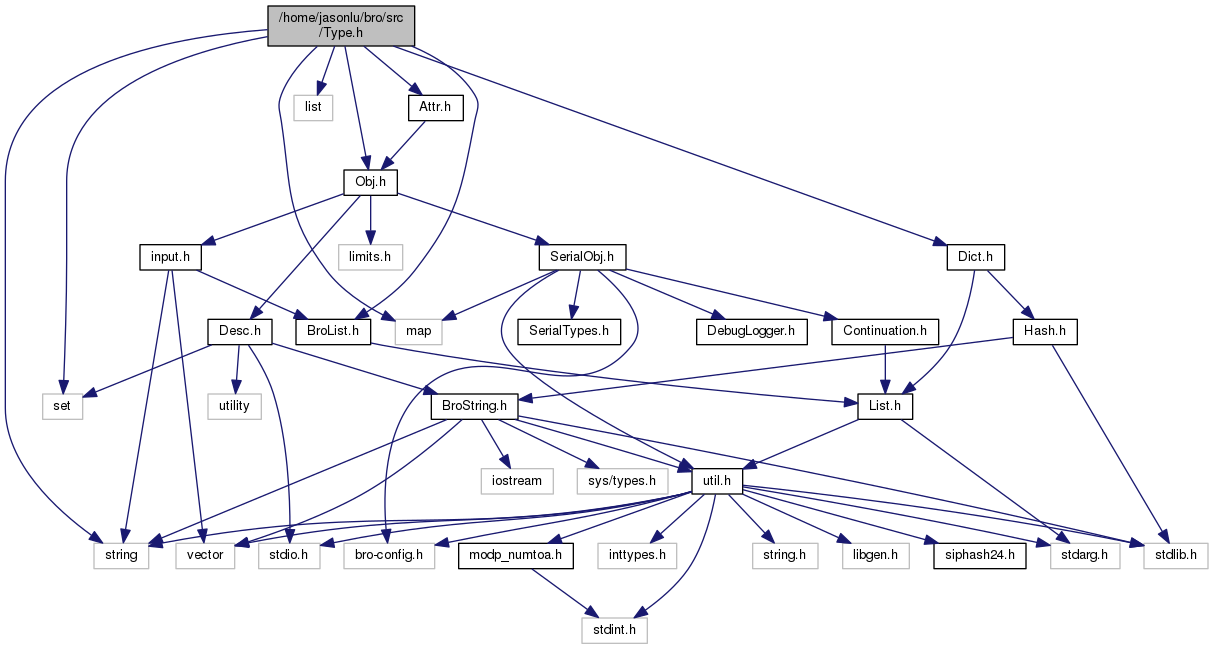 /home/jasonlu/bro/src
/Type.h
list
Attr.h
Obj.h
input.h
limits.h
SerialObj.h
Dict.h
Desc.h
BroList.h
map
SerialTypes.h
DebugLogger.h
Continuation.h
Hash.h
set
utility
BroString.h
List.h
iostream
sys/types.h
util.h
string
vector
stdio.h
bro-config.h
modp_numtoa.h
inttypes.h
string.h
libgen.h
siphash24.h
stdarg.h
stdlib.h
stdint.h